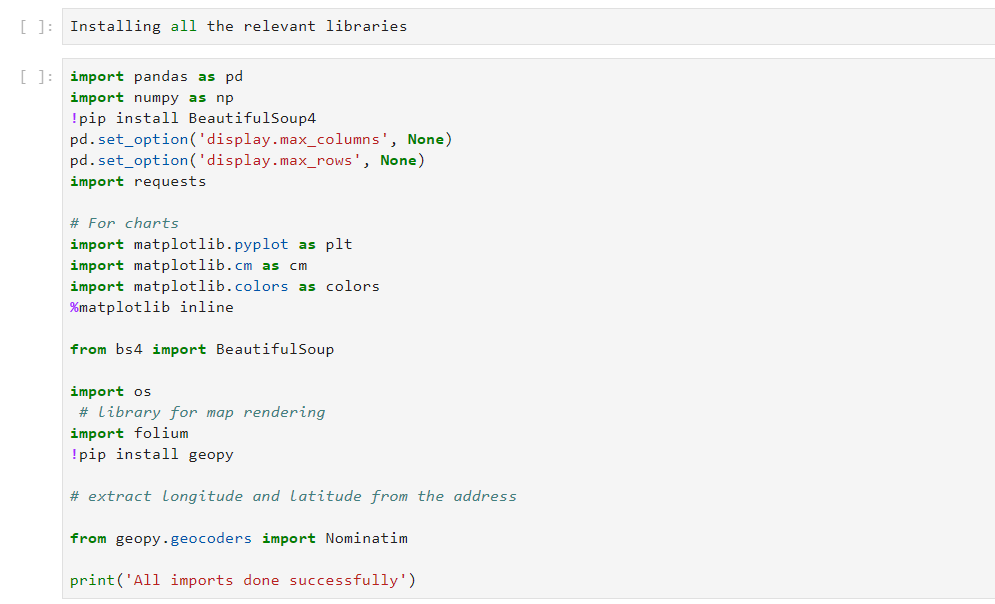 [ ]: Installing all the relevant libraries
[ ]: import pandas as pd
import numpy as np
!pip install BeautifulSoup4
pd.set_option('display.max_columns', None)
pd.set_option('display.max_rows', None)
import requests
# For charts
import matplotlib.pyplot as plt
import matplotlib.cm as cm
import matplotlib.colors as colors
%matplotlib inline
from bs4 import BeautifulSoup
import os
# library for map rendering
import folium
!pip install geopy
# extract longitude and latitude from the address
from geopy.geocoders import Nominatim
print('All imports done successfully')